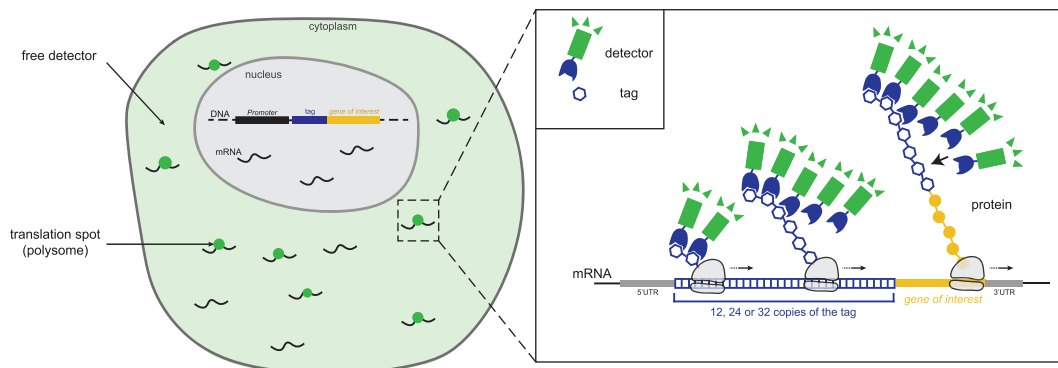 cytoplasm
free detector
nucleus
DNA
Promoter
tag
gene of interest
mRNA
translation spot
(polysome)
detector
tag
protein
mRNA
5'UTR
gene of interest
3'UTR
12, 24 or 32 copies of the tag